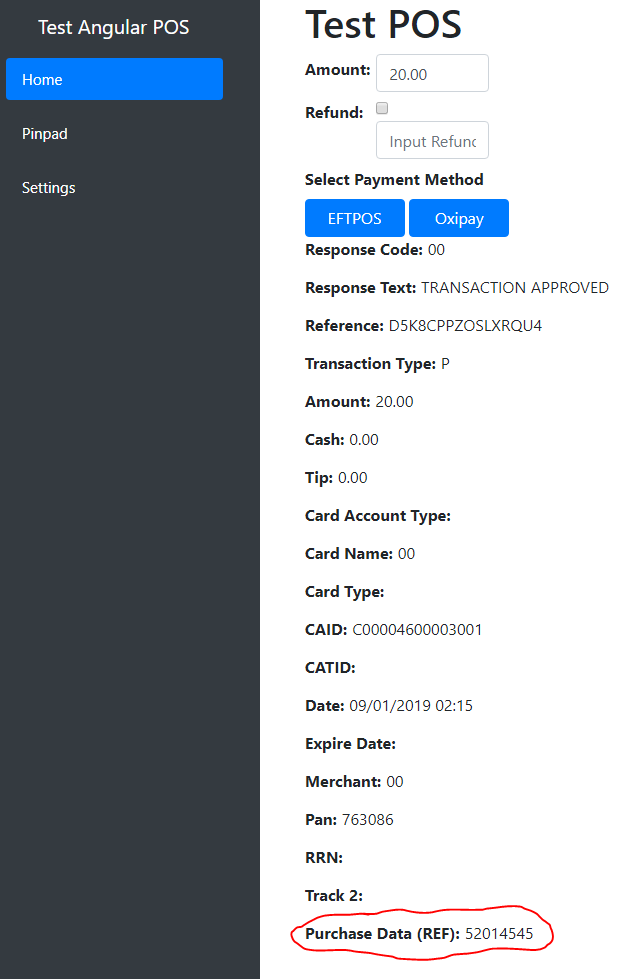 Test Angular POS
Home
Pinpad
Settings
Test POS
Amount: 20.00
Refund:
Input Refund
Select Payment Method
EFTPOS Oxipay
Response Code: 00
Response Text: TRANSACTION APPROVED
Reference: D5K8CPPZOSLXRQU4
Transaction Type: P
Amount: 20.00
Cash: 0.00
Tip: 0.00
Card Account Type:
Card Name: 00
Card Type:
CAID: C00004600003001
CATID:
Date: 09/01/2019 02:15
Expire Date:
Merchant: 00
Pan: 763086
RRN:
Track 2:
Purchase Data (REF): 52014545